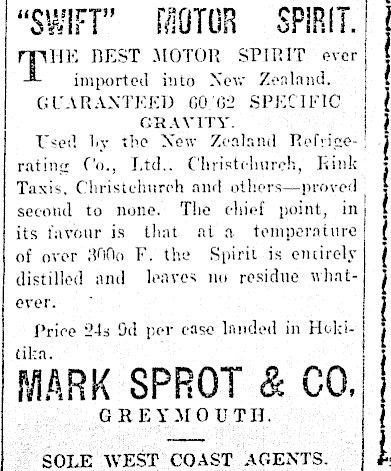 "SWIFT" MOTOR SPIRIT.
THE BEST MOTOR SPIRIT ever
imported into New Zealand.
GUARANTEED 60/62 SPECIFIC
GRAVITY.
Used by the New Zealand Refrige-
rating Co., Ltd.. Christchurch, Rink
Taxis, Christchurch and others—proved
second to none. The chief point, in
its favour is that at a temperature
of over 300o F. the Spirit is entirely
distilled and leaves no residue what-
ever.
Price 24s 9d per case landed in Hoki-
tika.
MARK SPROT & CO,
GREYMOUTH.
SOLE WEST COAST AGENTS.